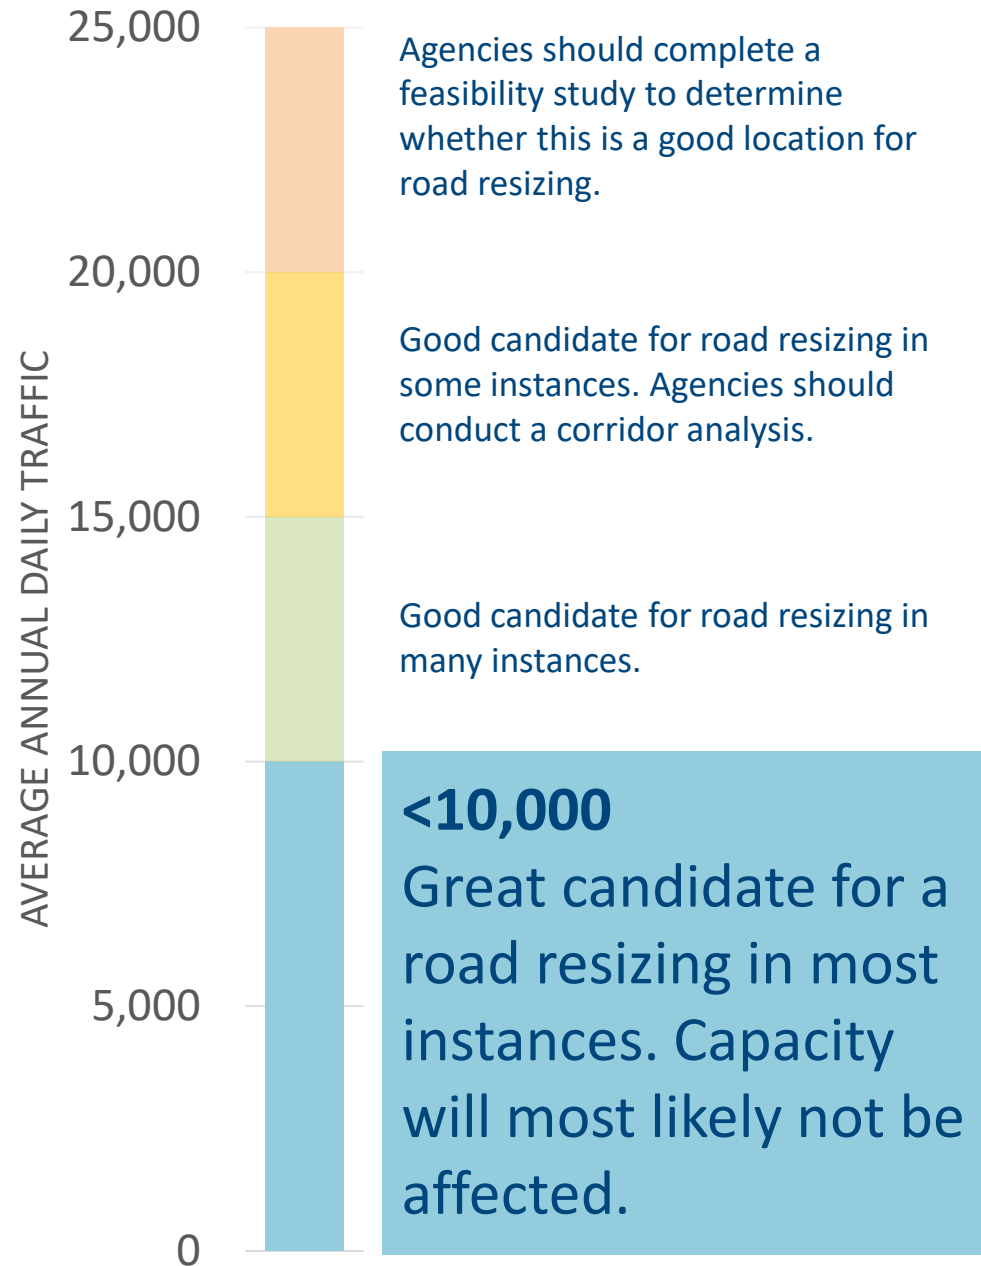 25,000
Agencies should complete a
feasibility study to determine
whether this is a good location for
road resizing.
20,000
Good candidate for road resizing in
some instances. Agencies should
conduct a corridor analysis.
AVERAGE ANNUAL DAILY TRAFFIC
15,000
Good candidate for road resizing in
many instances.
10,000
<10,000
Great candidate for a
road resizing in most
instances. Capacity
will most likely not be
affected.
5,000
0